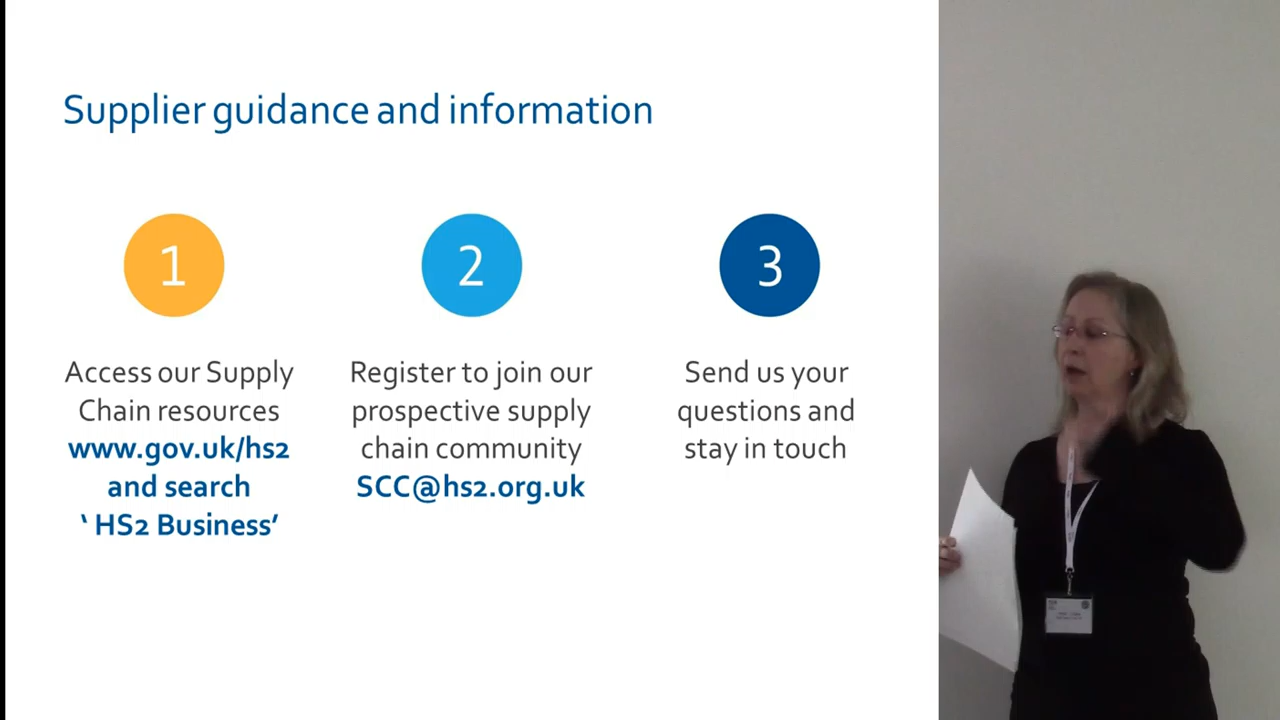 Supplier guidance and information
1
Access our Supply
Chain resources
www.gov.uk/hs2
and search
‘ HS2 Business’
2
Register to join our
prospective supply
chain community
SCC@hs2.org.uk
3
Send us your
questions and
stay in touch